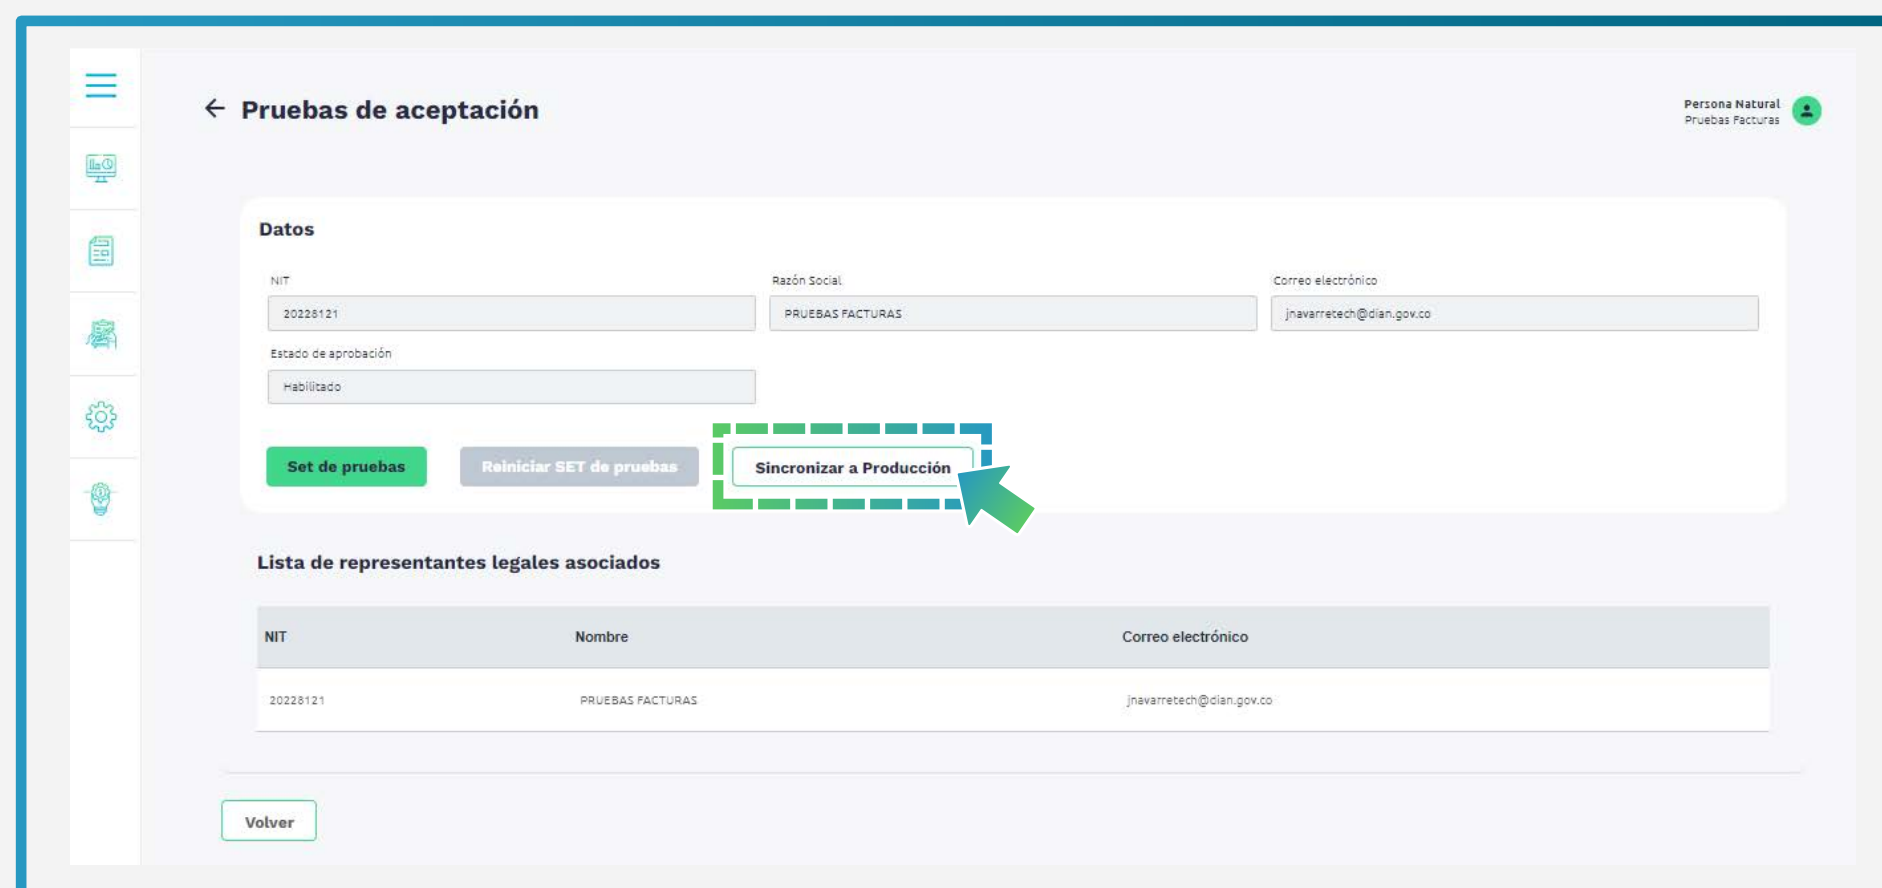 Pruebas de aceptación
Persona Natural
Pruebas Facturas
Datos
NIT
Razón Social
Correo electrónico
20228121
PRUEBAS FACTURAS
jnavarretech@dian.gov.co
Estado de aprobación
Habilitado
Set de pruebas
Reiniciar SET de pruebas
Sincronizar a Producción
Lista de representantes legales asociados
NIT
Nombre
Correo electrónico
20228121
PRUEBAS FACTURAS
jnavarretech@dian.gov.co
Volver